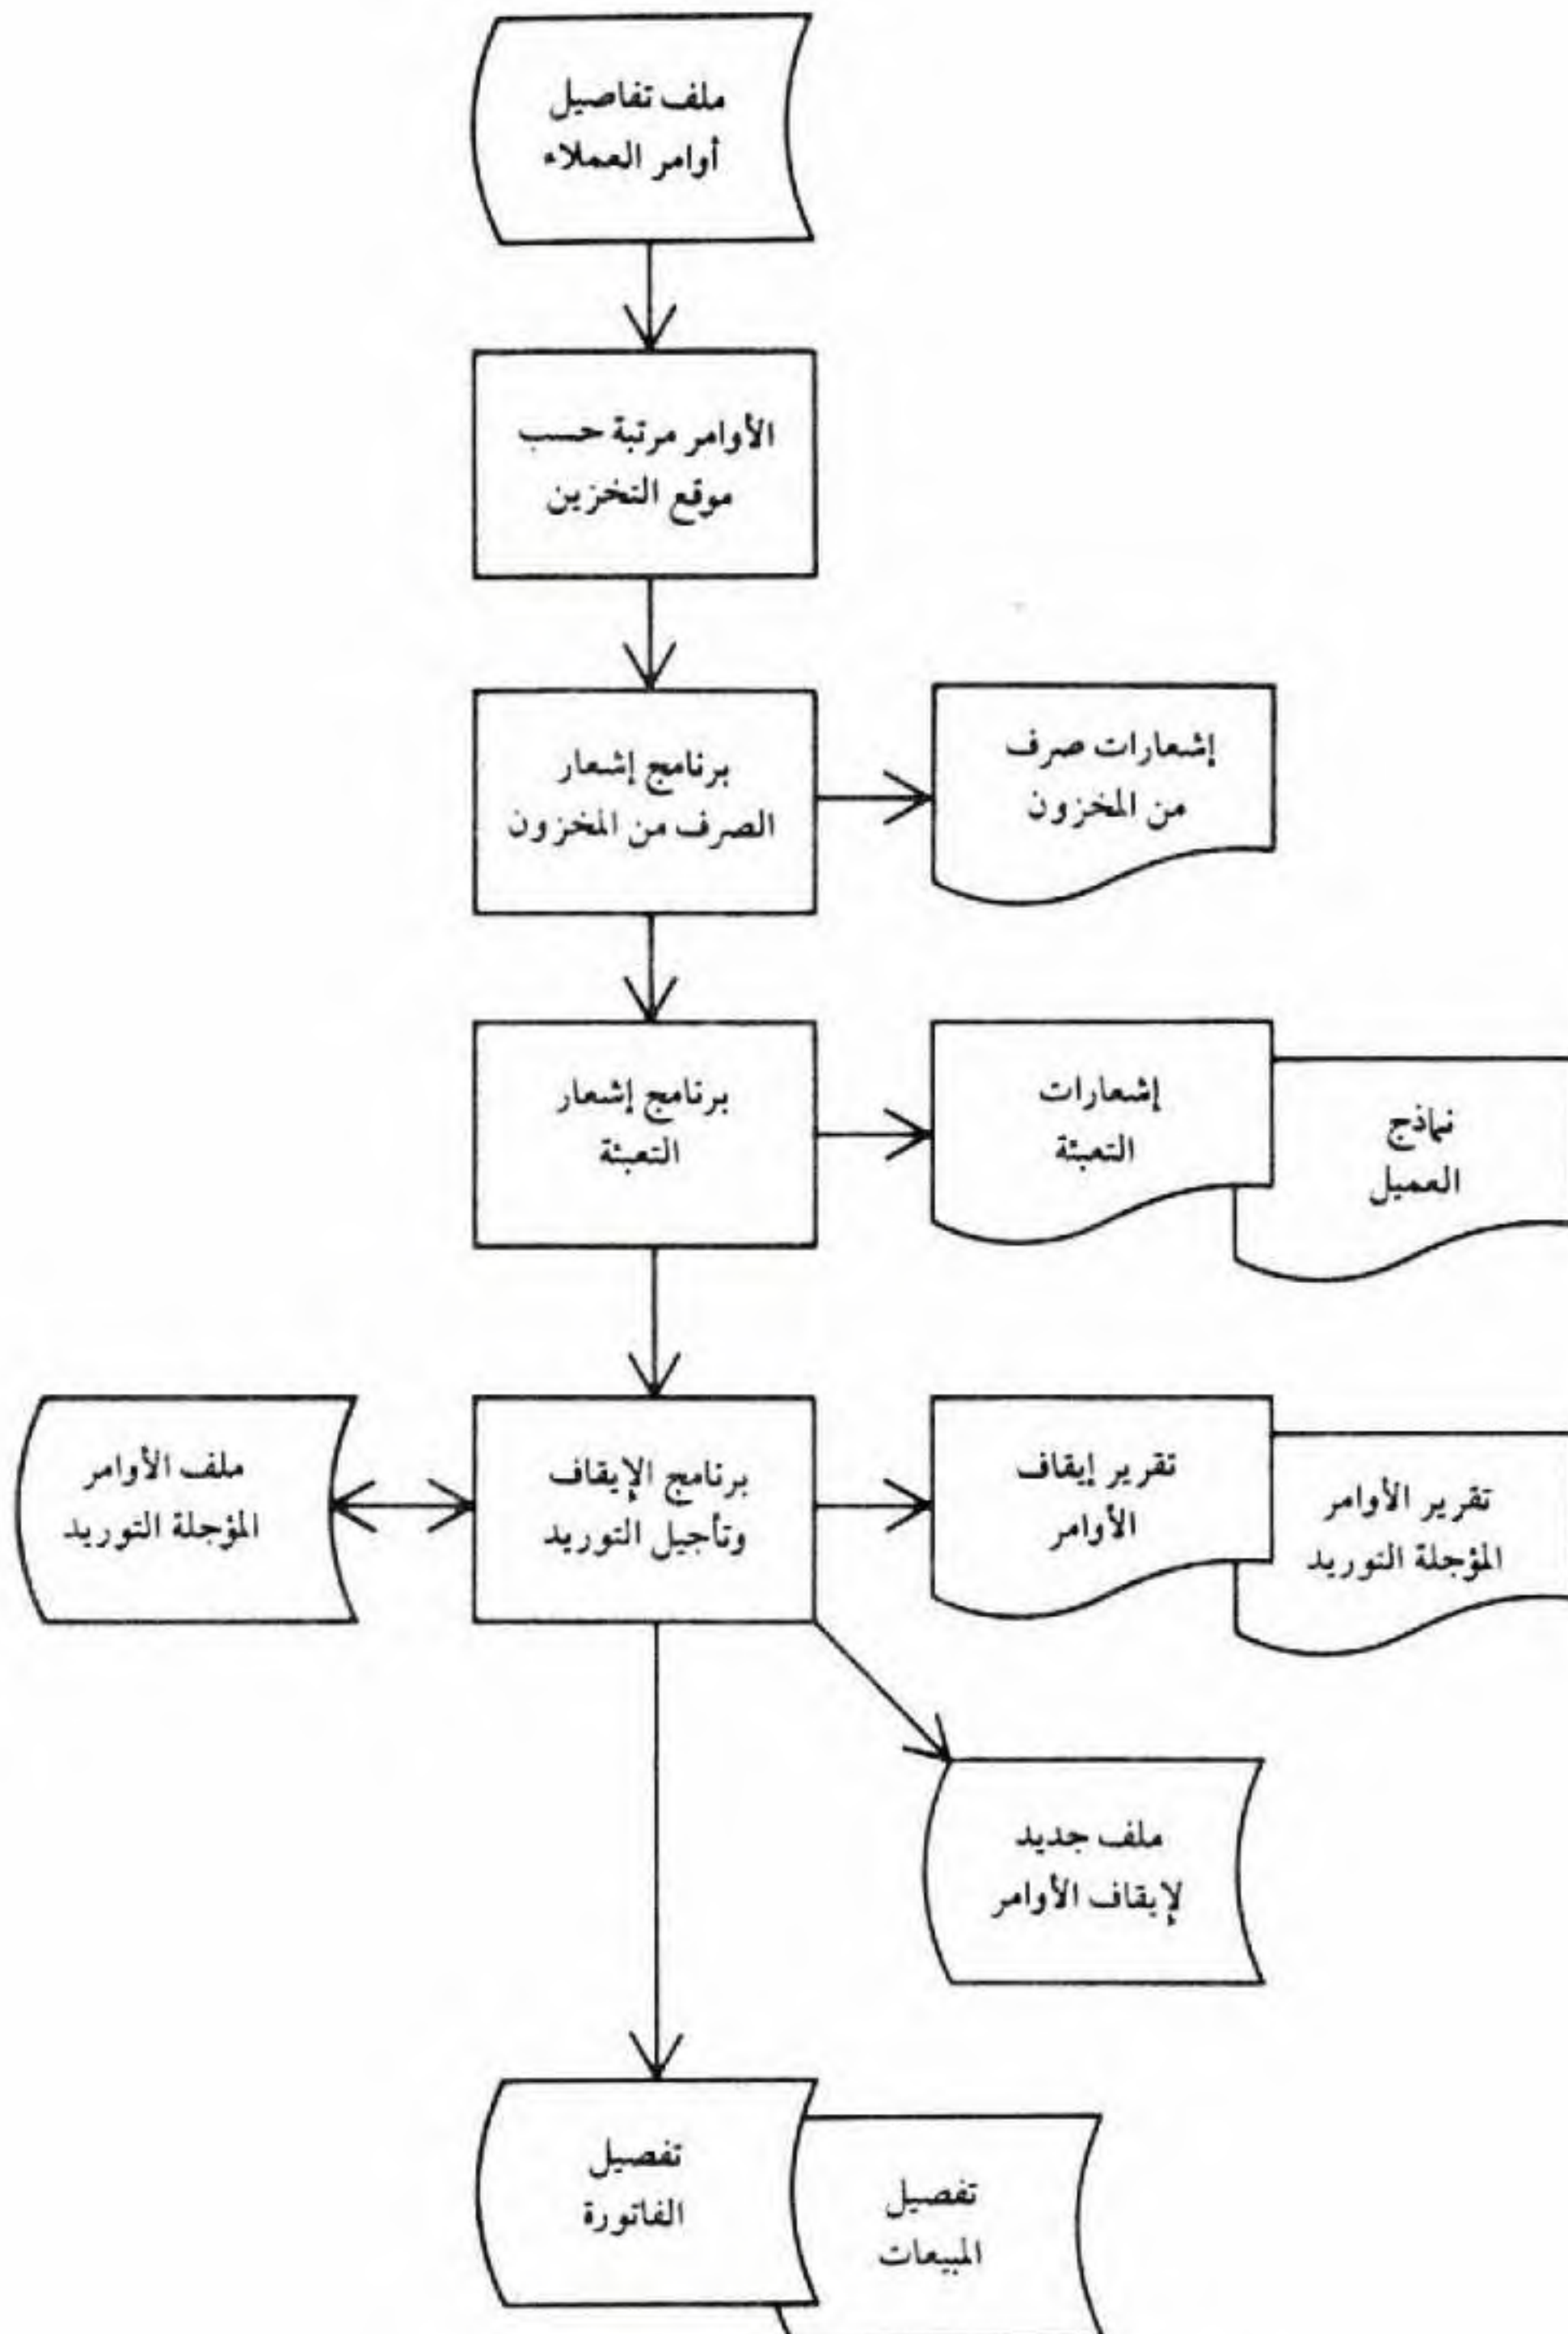 ملف تفاصيل
أوامر العملاء
الأوامر مرتبة حسب
موقع التخزين
برنامج إشعار
الصرف من المخزون
إشعارات صرف
من المخزون
برنامج إشعار
التعبئة
إشعارات
التعبئة
نماذج
العميل
برنامج الإيقاف
وتأجيل التوريد
ملف الأوامر
المؤجلة التوريد
تقرير إيقاف
الأوامر
تقرير الأوامر
المؤجلة التوريد
ملف جديد
لإيقاف الأوامر
تفصيل
الفاتورة
تفصيل
المبيعات